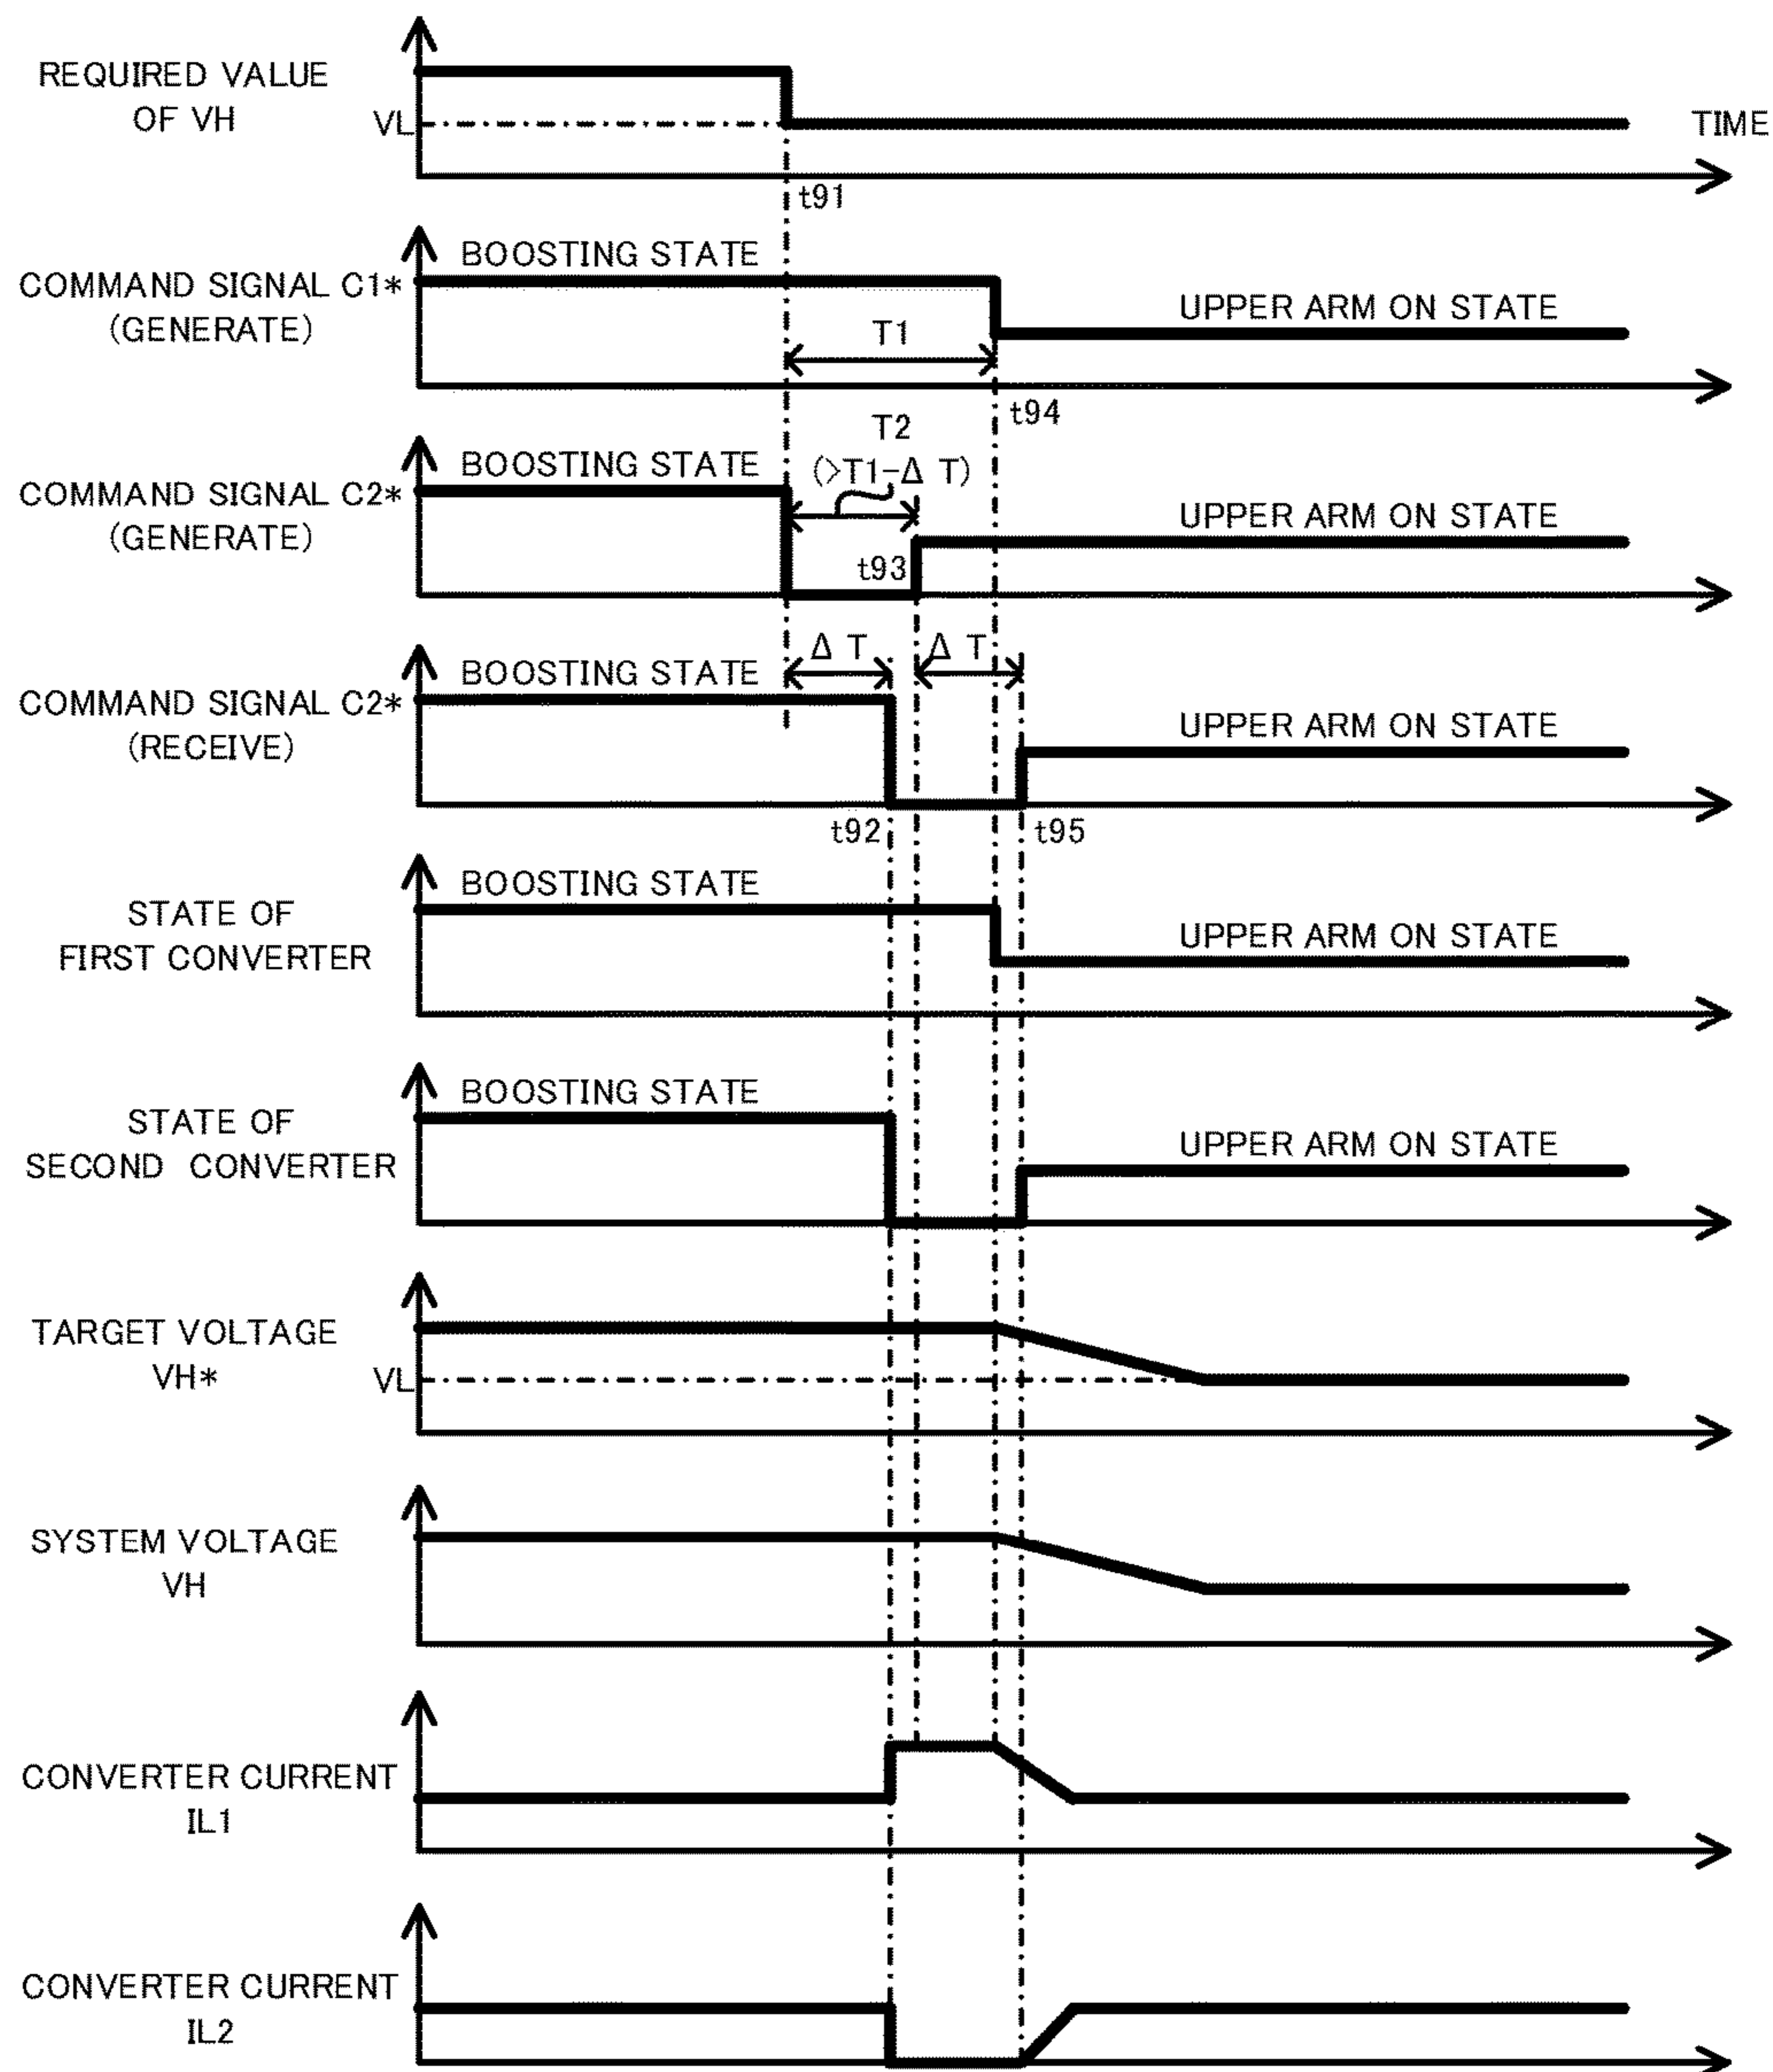 REQUIRED VALUE
OF VH
VL
TIME
t91
COMMAND SIGNAL C1*
(GENERATE)
BOOSTING STATE
UPPER ARM ON STATE
T1
t94
COMMAND SIGNAL C2*
(GENERATE)
BOOSTING STATE
T2
(>T1-Δ T)
UPPER ARM ON STATE
t93
COMMAND SIGNAL C2*
(RECEIVE)
BOOSTING STATE
Δ T
Δ T
UPPER ARM ON STATE
t92
t95
STATE OF
FIRST CONVERTER
BOOSTING STATE
UPPER ARM ON STATE
STATE OF
SECOND CONVERTER
BOOSTING STATE
UPPER ARM ON STATE
TARGET VOLTAGE
VH*
VL
SYSTEM VOLTAGE
VH
CONVERTER CURRENT
IL1
CONVERTER CURRENT
IL2